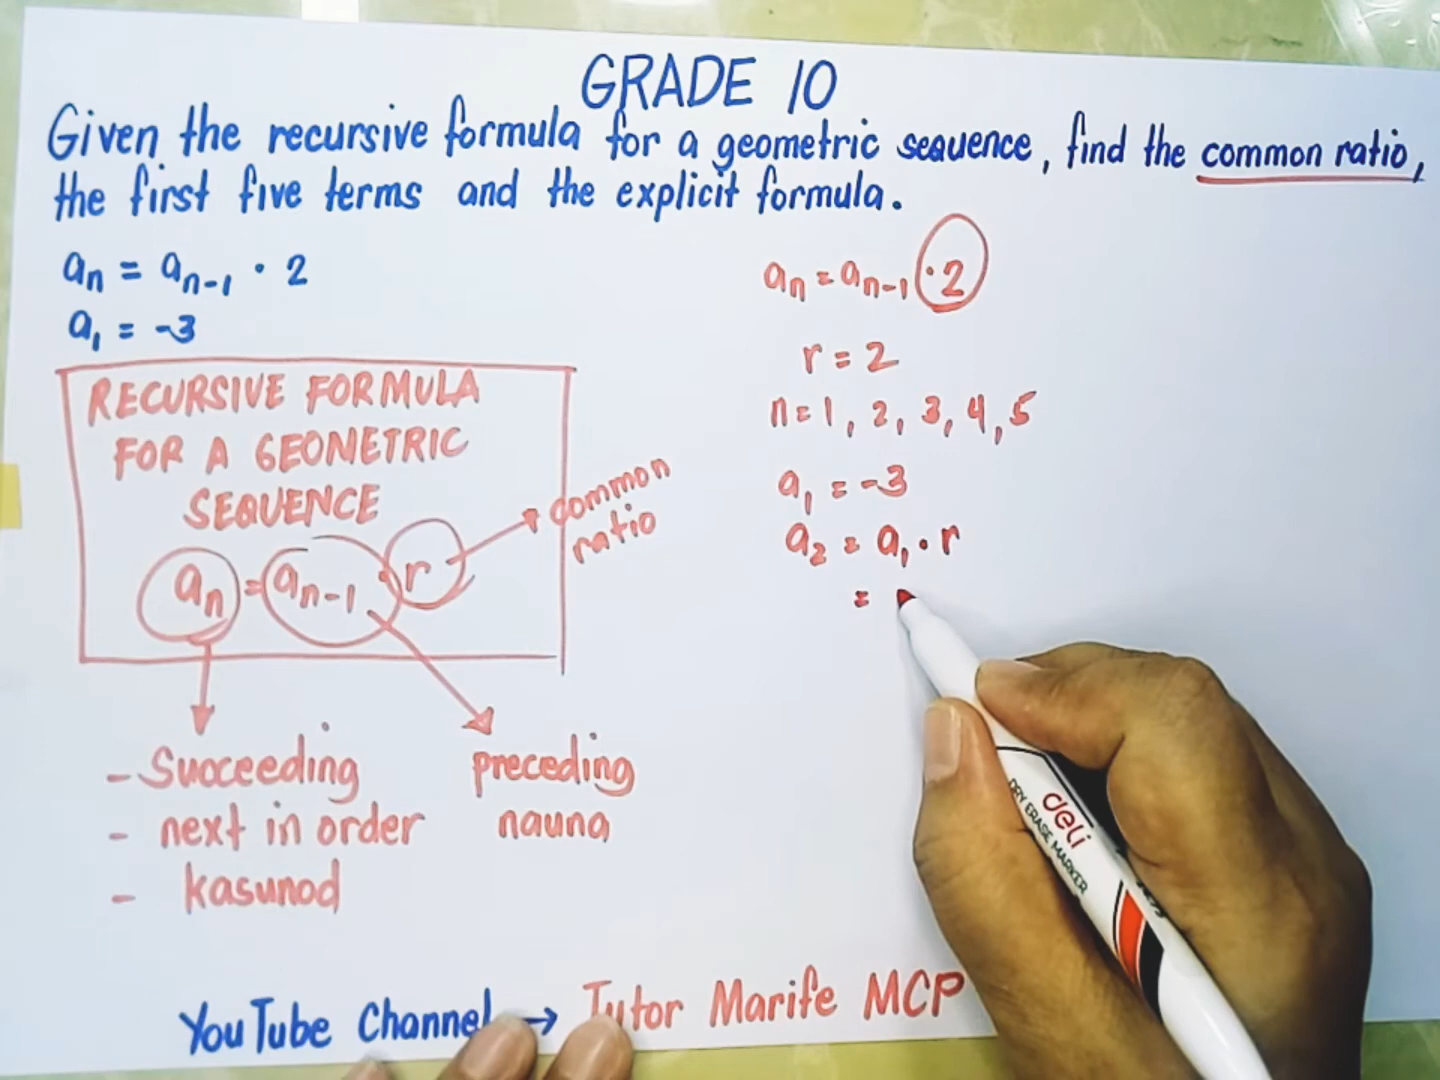 GRADE 10
Given the recursive formula for a geometric sequence, find the common ratio,
the first five terms and the explicit formula.
aₙ = aₙ₋₁ · 2
a₁ = -3
RECURSIVE FORMULA
FOR A GEOMETRIC
SEQUENCE
aₙ = aₙ₋₁ · r
common
ratio
- Succeeding
- next in order
- kasunod
preceding
nauna
aₙ = aₙ₋₁ · 2
r = 2
n = 1, 2, 3, 4, 5
a₁ = -3
a₂ = a₁ · r
=
deli
DRY ERASE MARKER
YouTube Channel → Tutor Marife MCP